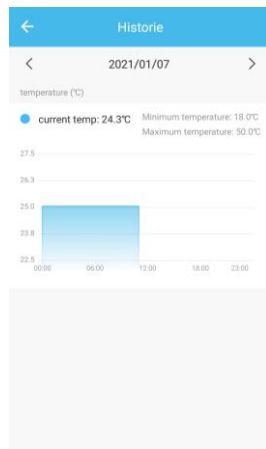 Historie
2021/01/07
temperature (℃)
current temp: 24.3℃
Minimum temperature: 18.0℃
Maximum temperature: 50.0℃
27.5
26.3
25.0
23.8
22.5
00:00 06:00 12:00 18:00 23:00